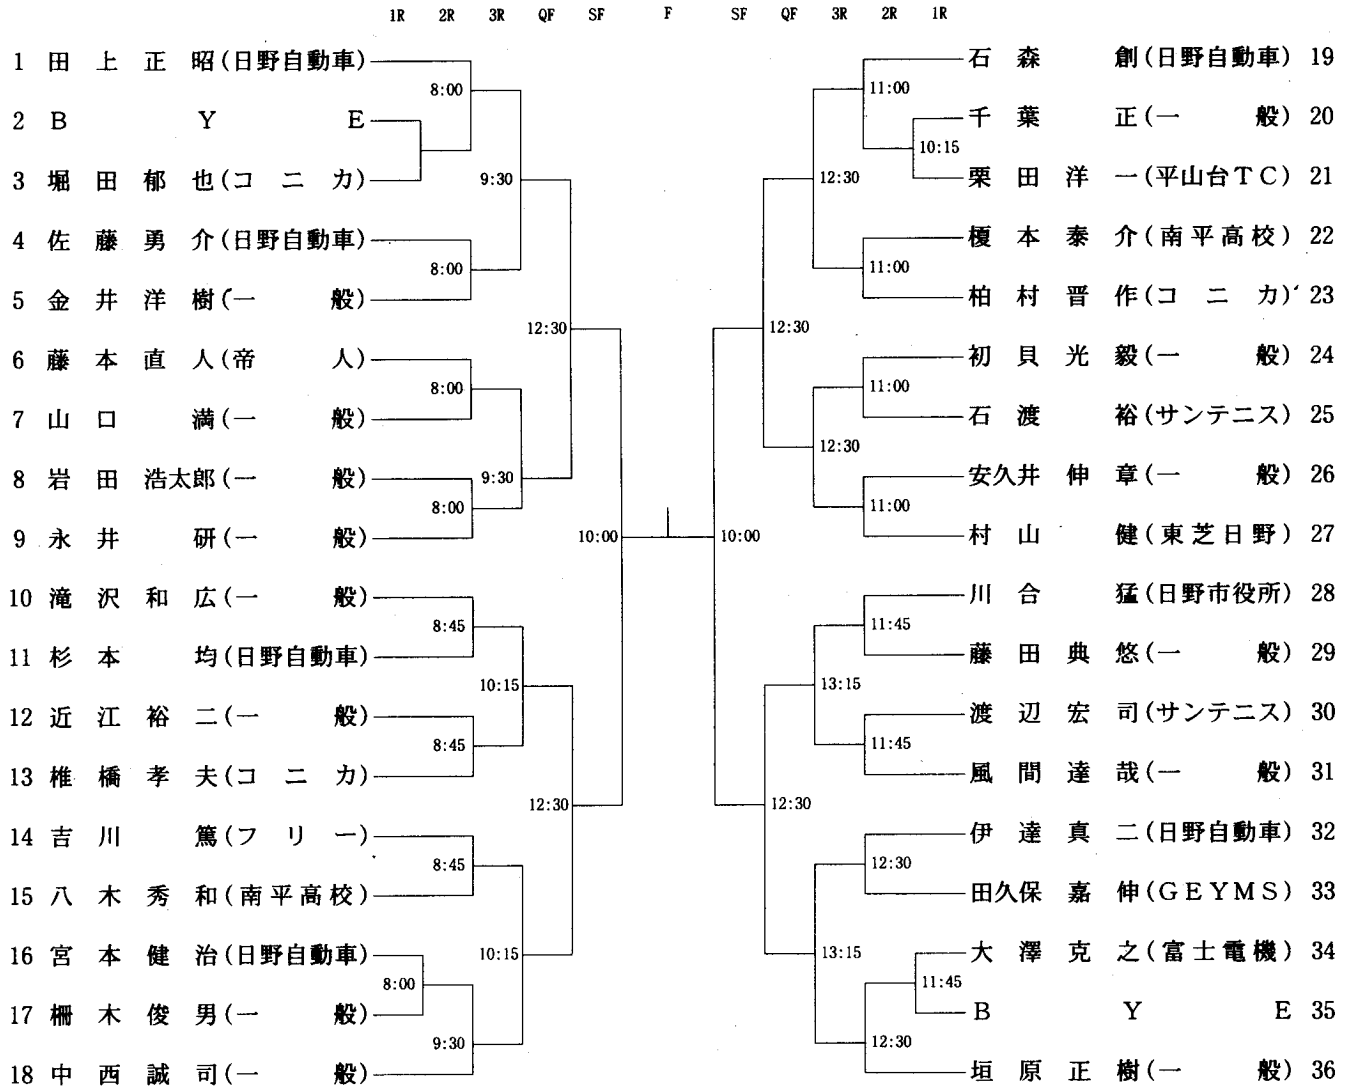 1R 2R 3R QF SF F SF QF 3R 2R 1R
1 田上正昭(日野自動車)
2 BYE
3 堀田郁也(コニカ)
4 佐藤勇介(日野自動車)
5 金井洋樹(一般)
6 藤本直人(帝人)
7 山口満(一般)
8 岩田浩太郎(一般)
9 永井研(一般)
10 滝沢和広(一般)
11 杉本均(日野自動車)
12 近江裕二(一般)
13 椎橋孝夫(コニカ)
14 吉川篤(フリー)
15 八木秀和(南平高校)
16 宮本健治(日野自動車)
17 柵木俊男(一般)
18 中西誠司(一般)
8:00
8:00
8:00
8:00
8:45
8:45
8:45
8:00
9:30
9:30
9:30
10:15
10:15
12:30
12:30
10:00
10:00
石森創(日野自動車) 19
千葉正(一般) 20
栗田洋一(平山台TC) 21
榎本泰介(南平高校) 22
柏村晋作(コニカ) 23
初貝光毅(一般) 24
石渡裕(サンテニス) 25
安久井伸章(一般) 26
村山健(東芝日野) 27
川合猛(日野市役所) 28
藤田典悠(一般) 29
渡辺宏司(サンテニス) 30
風間達哉(一般) 31
伊達真二(日野自動車) 32
田久保嘉伸(GEYMS) 33
大澤克之(富士電機) 34
BYE 35
垣原正樹(一般) 36
11:00
10:15
12:30
11:00
12:30
11:00
12:30
11:00
11:45
13:15
11:45
12:30
12:30
13:15
11:45
12:30